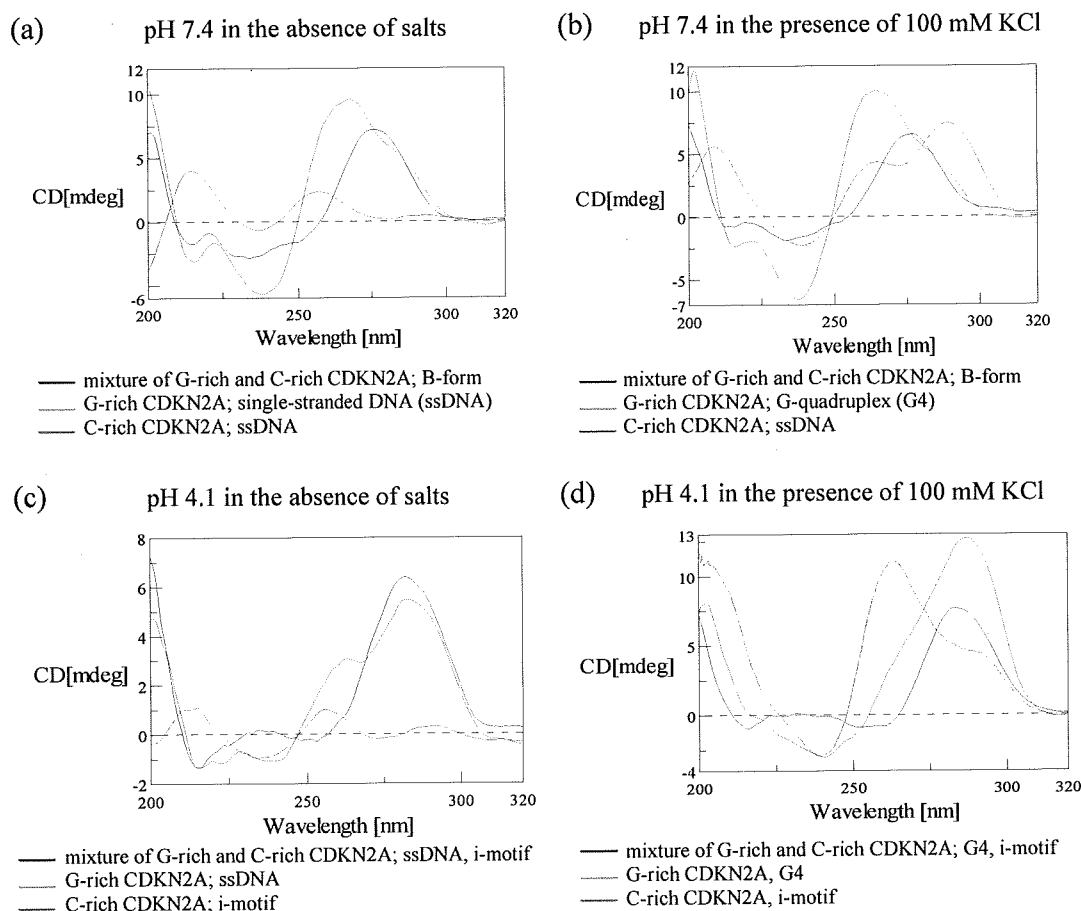 (a) pH 7.4 in the absence of salts
12
10
5
CD[mdeg]
0
-6
200
250
300
320
Wavelength [nm]
mixture of G-rich and C-rich CDKN2A; B-form
G-rich CDKN2A; single-stranded DNA (ssDNA)
C-rich CDKN2A; ssDNA
(b) pH 7.4 in the presence of 100 mM KCl
12
10
5
CD[mdeg]
0
-5
-7
200
250
300
320
Wavelength [nm]
mixture of G-rich and C-rich CDKN2A; B-form
G-rich CDKN2A; G-quadruplex (G4)
C-rich CDKN2A; ssDNA
(c) pH 4.1 in the absence of salts
8
6
4
CD[mdeg]
2
0
-2
200
250
300
320
Wavelength [nm]
mixture of G-rich and C-rich CDKN2A; ssDNA, i-motif
G-rich CDKN2A; ssDNA
C-rich CDKN2A; i-motif
(d) pH 4.1 in the presence of 100 mM KCl
13
10
5
CD[mdeg]
0
-4
200
250
300
320
Wavelength [nm]
mixture of G-rich and C-rich CDKN2A; G4, i-motif
G-rich CDKN2A, G4
C-rich CDKN2A, i-motif